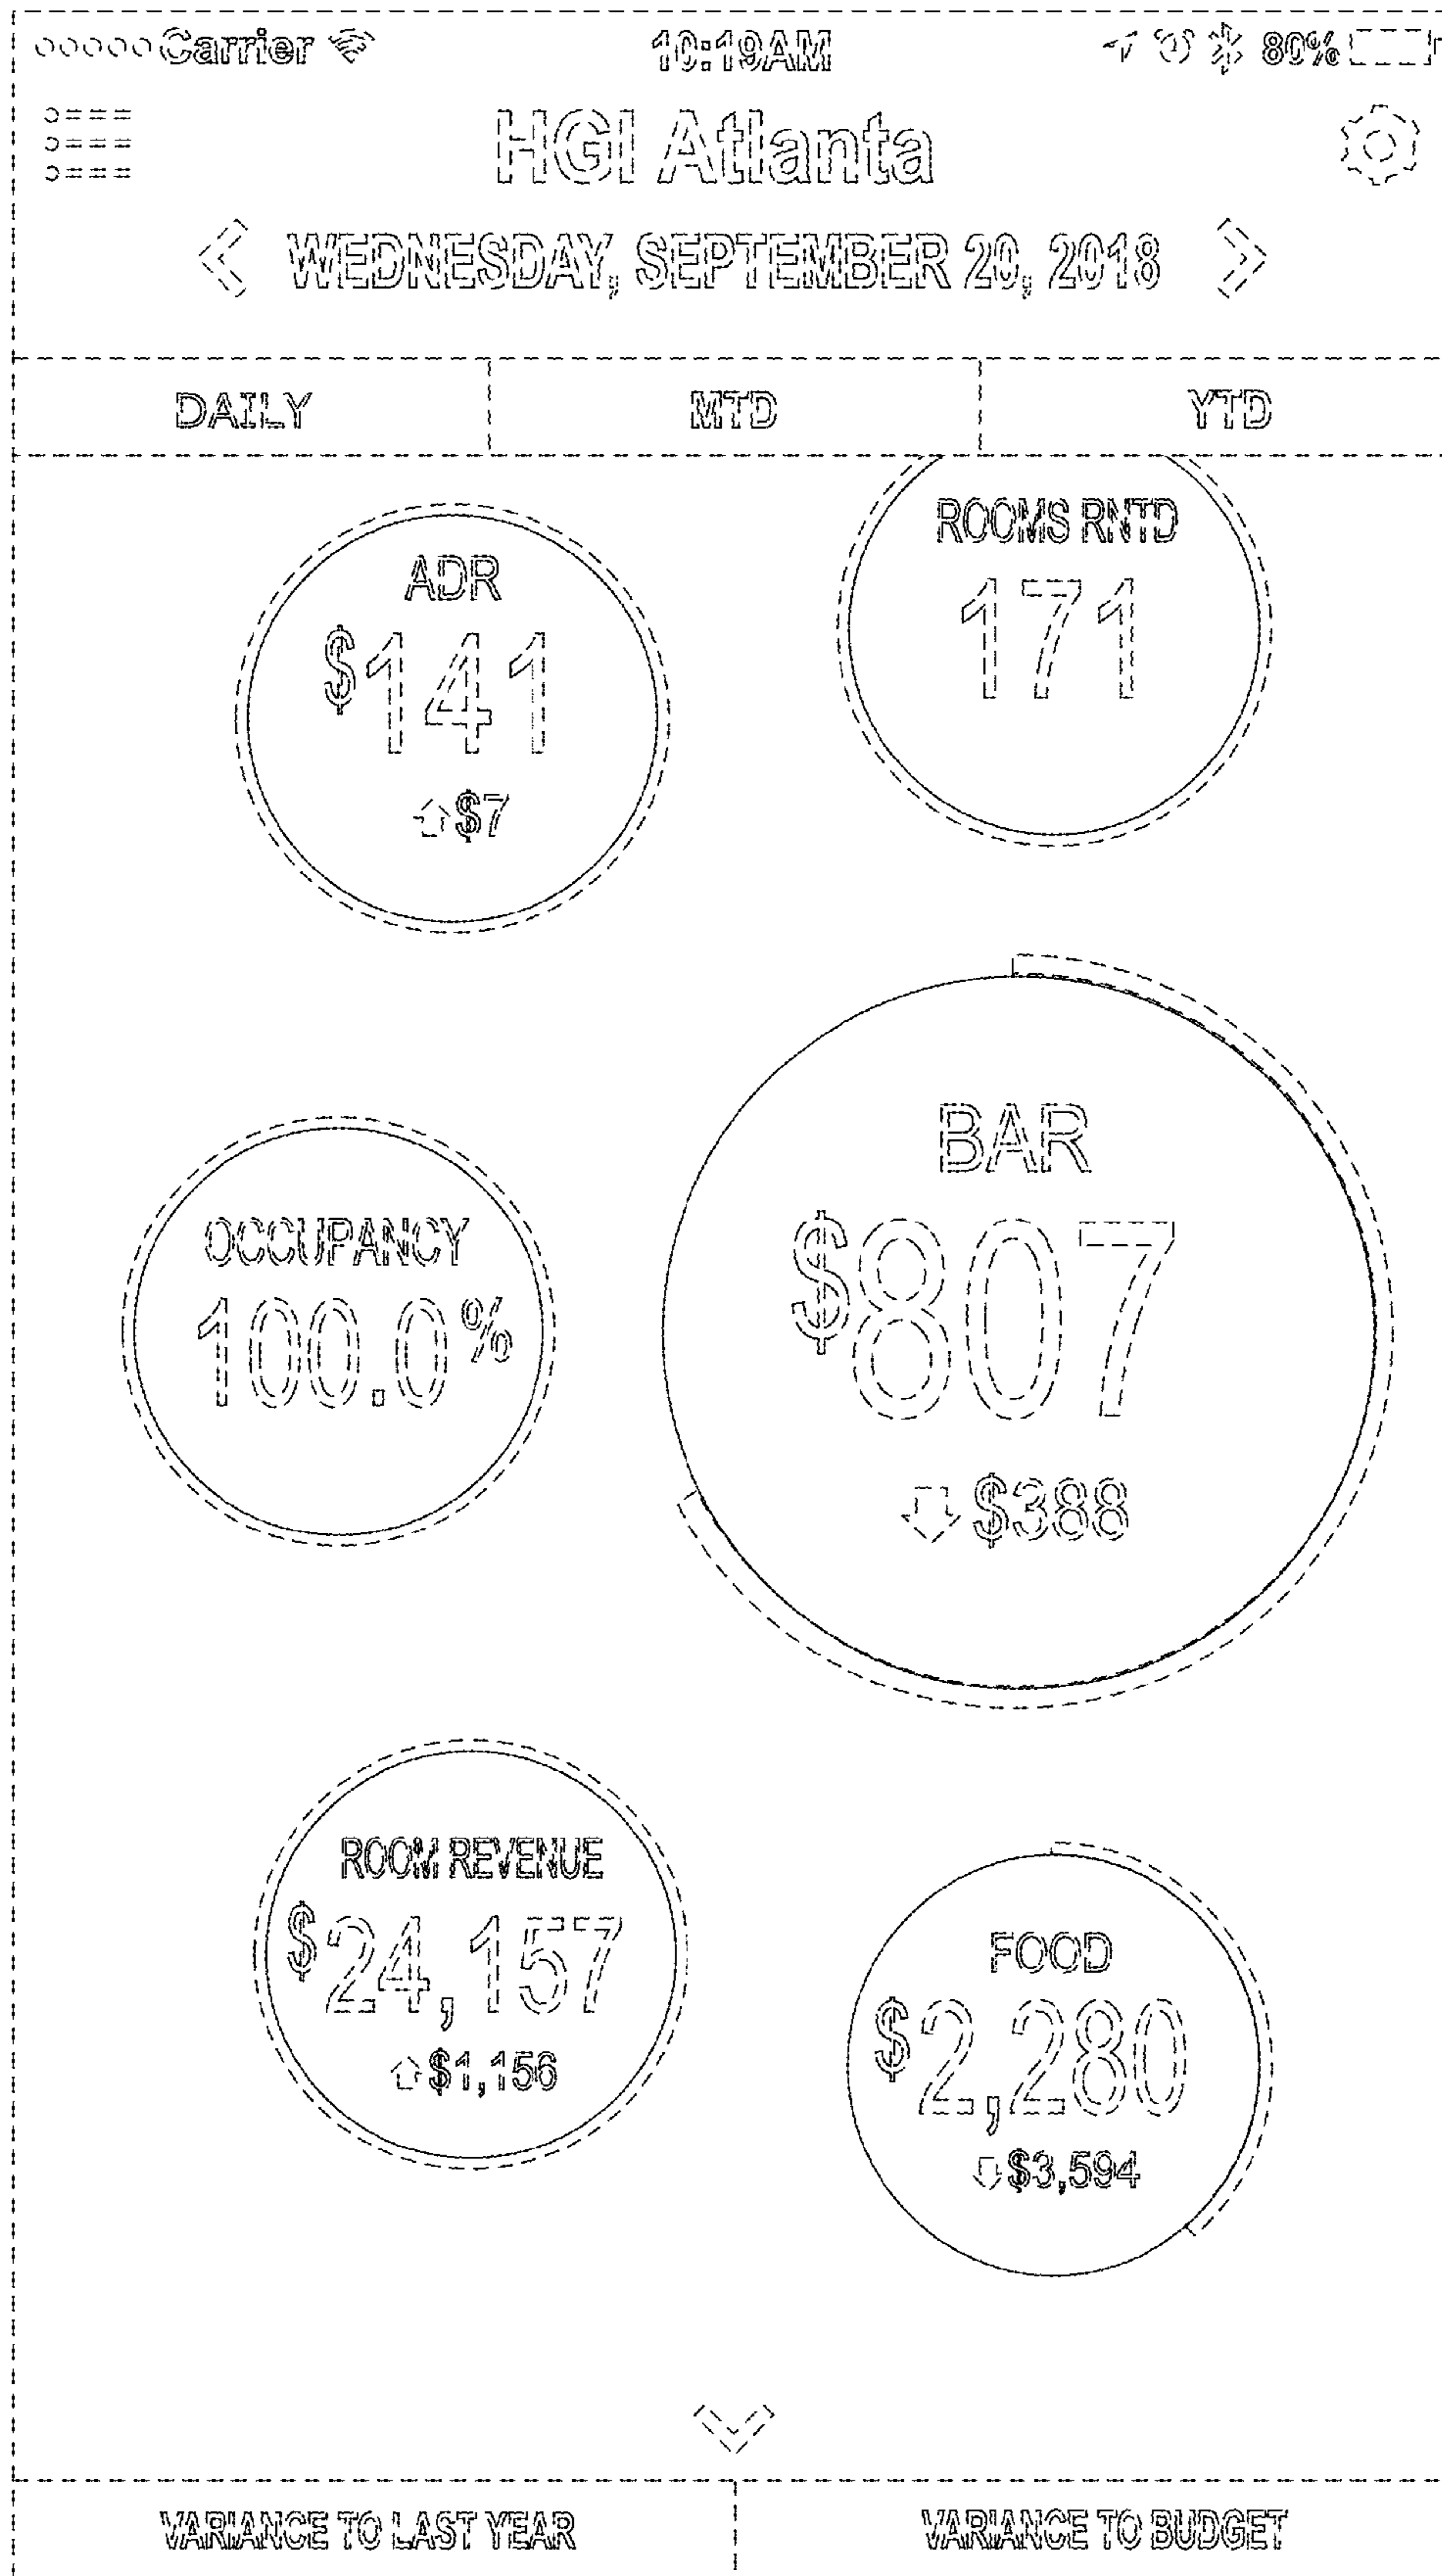 Carrier 10:19AM 80%
HGI Atlanta
WEDNESDAY, SEPTEMBER 20, 2018
DAILY MTD YTD
ROOMS RNTD
171
ADR
$141
$7
BAR
$807
$388
OCCUPANCY
100.0%
ROOM REVENUE
$24,157
$1,156
FOOD
$2,280
$3,594
VARIANCE TO LAST YEAR VARIANCE TO BUDGET